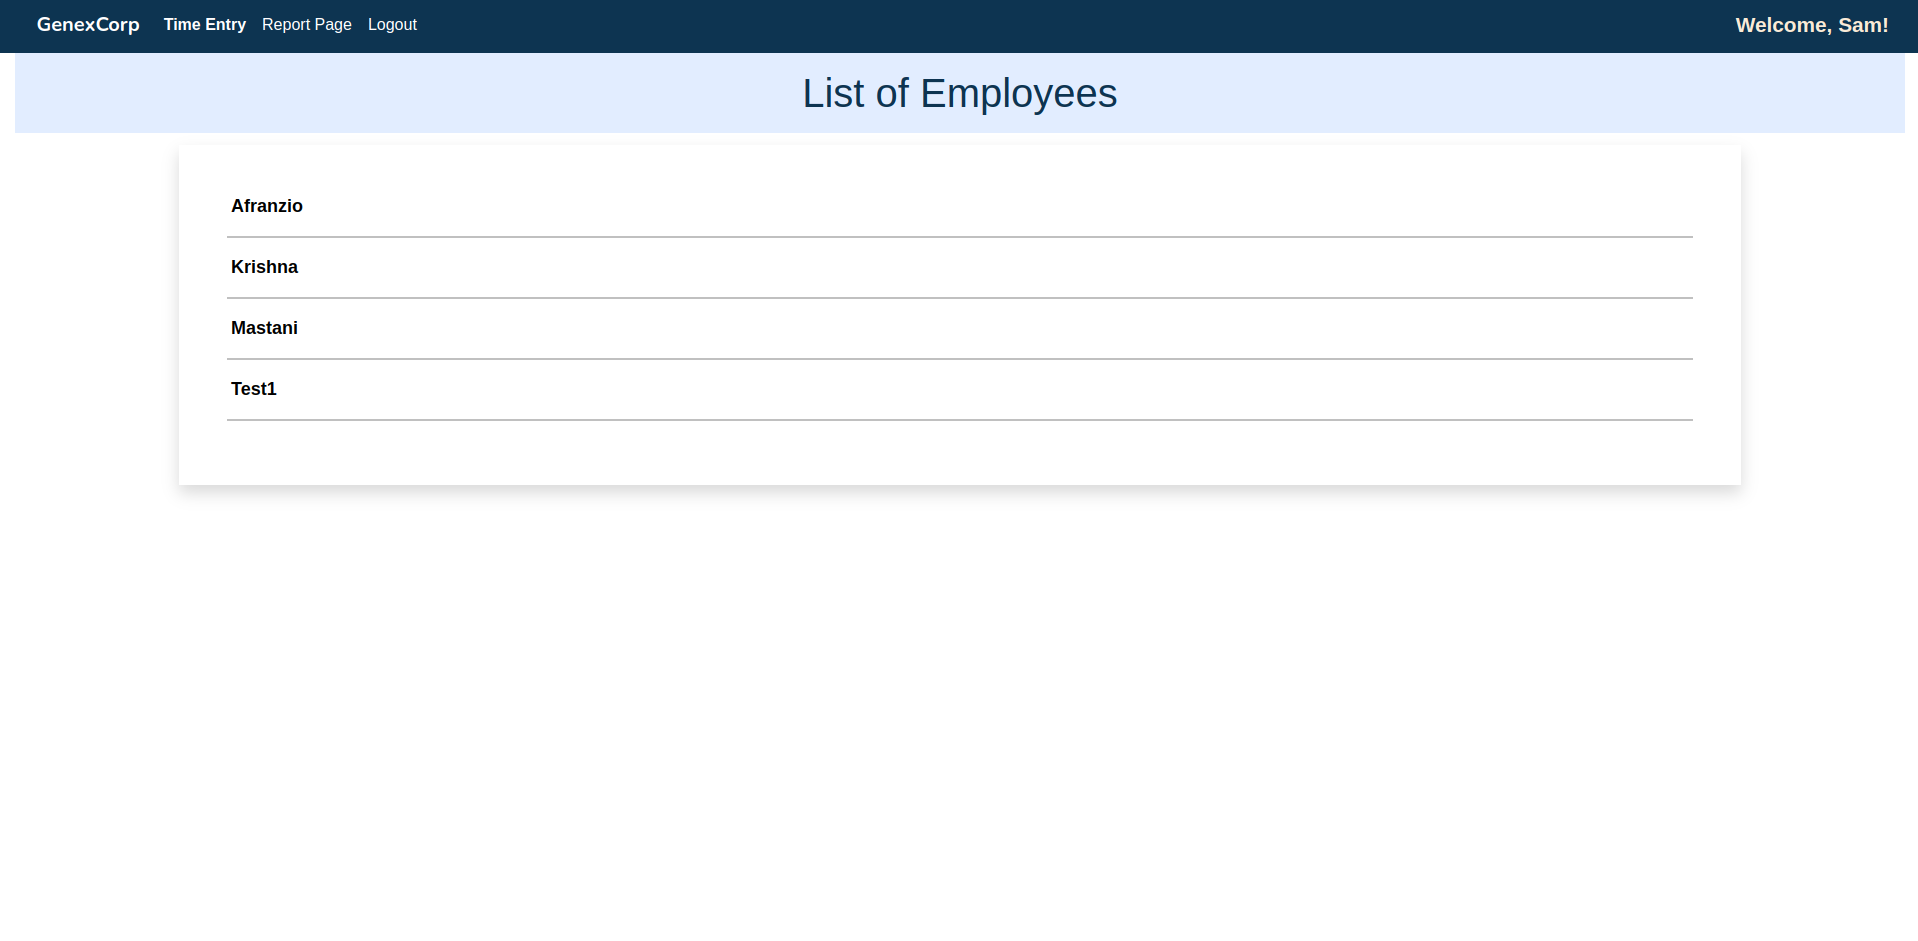 GenexCorp Time Entry Report Page Logout Welcome, Sam!
List of Employees
Afranzio
Krishna
Mastani
Test1